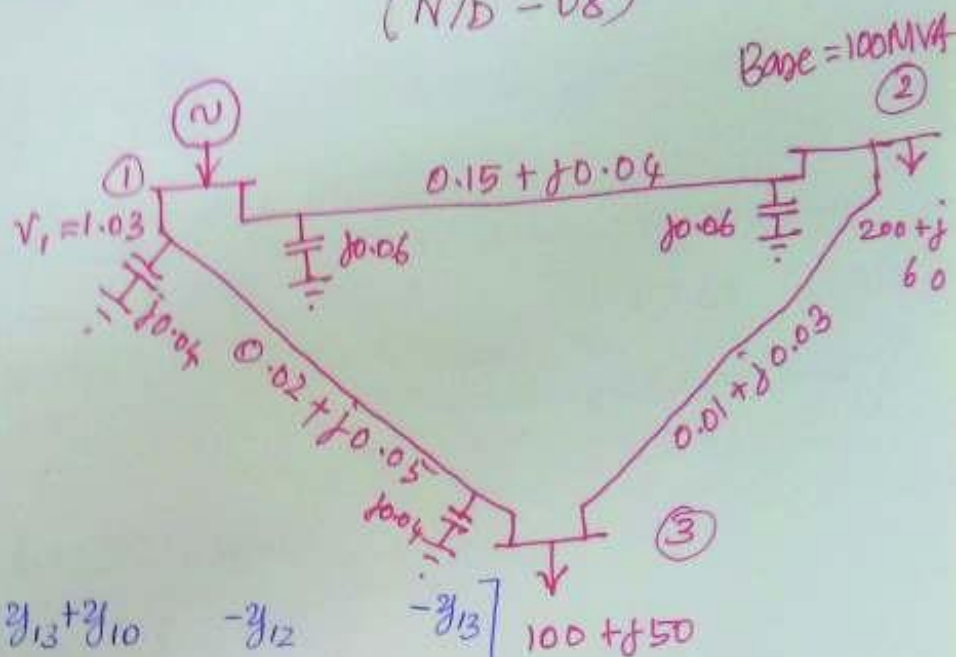 (N/D - 08)
Base = 100MVA
②
①
0.15 + j0.04
V₁ = 1.03
j0.06
j0.06
200 + j
60
j0.04
0.02 + j0.05
0.01 + j0.03
j0.04
③
y₁₃ + y₁₀ -y₁₂ -y₁₃]
100 + j50